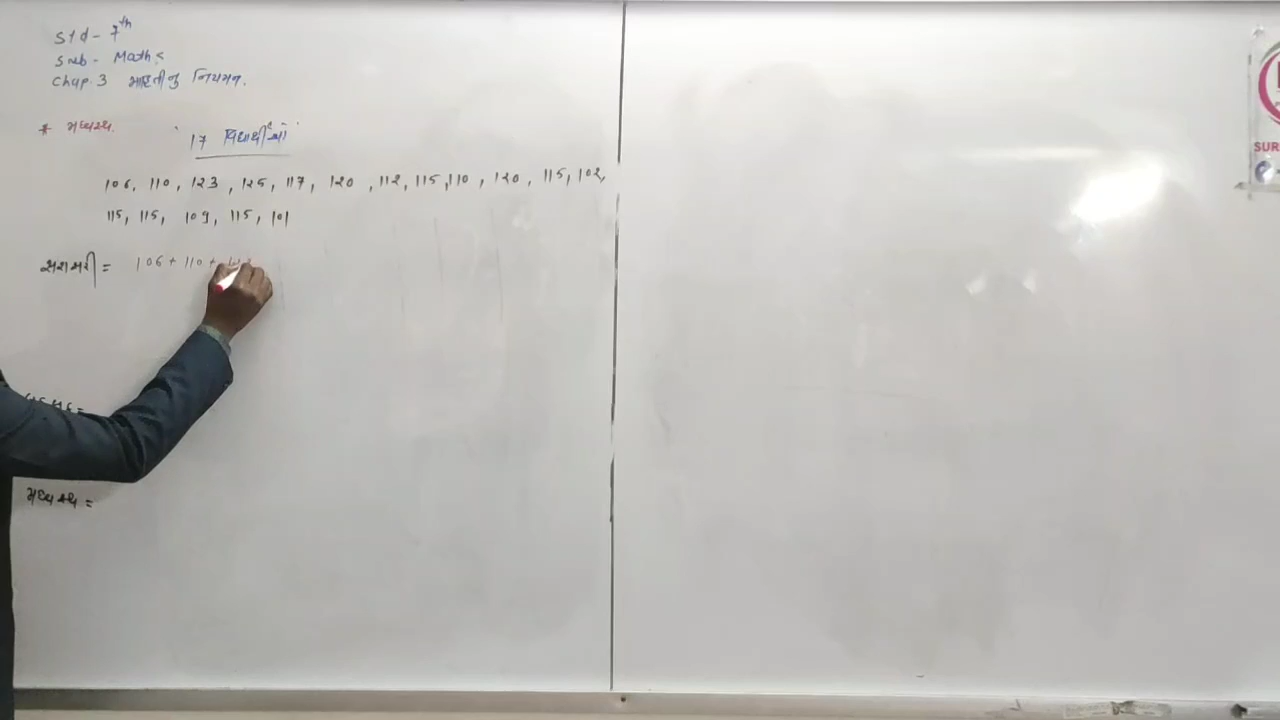 Std - 7th
Sub - Maths
Chap. 3 માહિતીનું નિયમન.
* મધ્યસ્થ.
17 વિદ્યાર્થીઓ
106, 110, 123, 125, 117, 120, 112, 115, 110, 120, 115, 102,
115, 115, 109, 115, 101
સરાસરી = 106 + 110 +
મધ્યસ્થ =
SUR